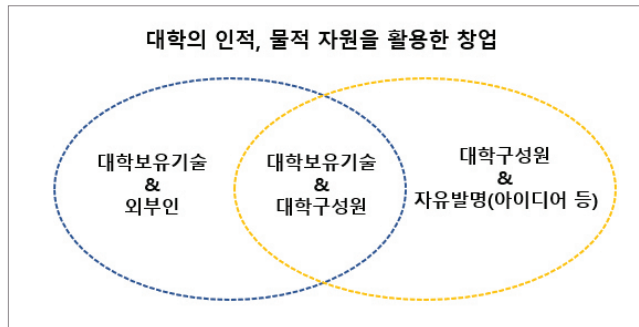 대학의 인적, 물적 자원을 활용한 창업
대학보유기술
&
외부인
대학보유기술
&
대학구성원
대학구성원
&
자유발명(아이디어 등)